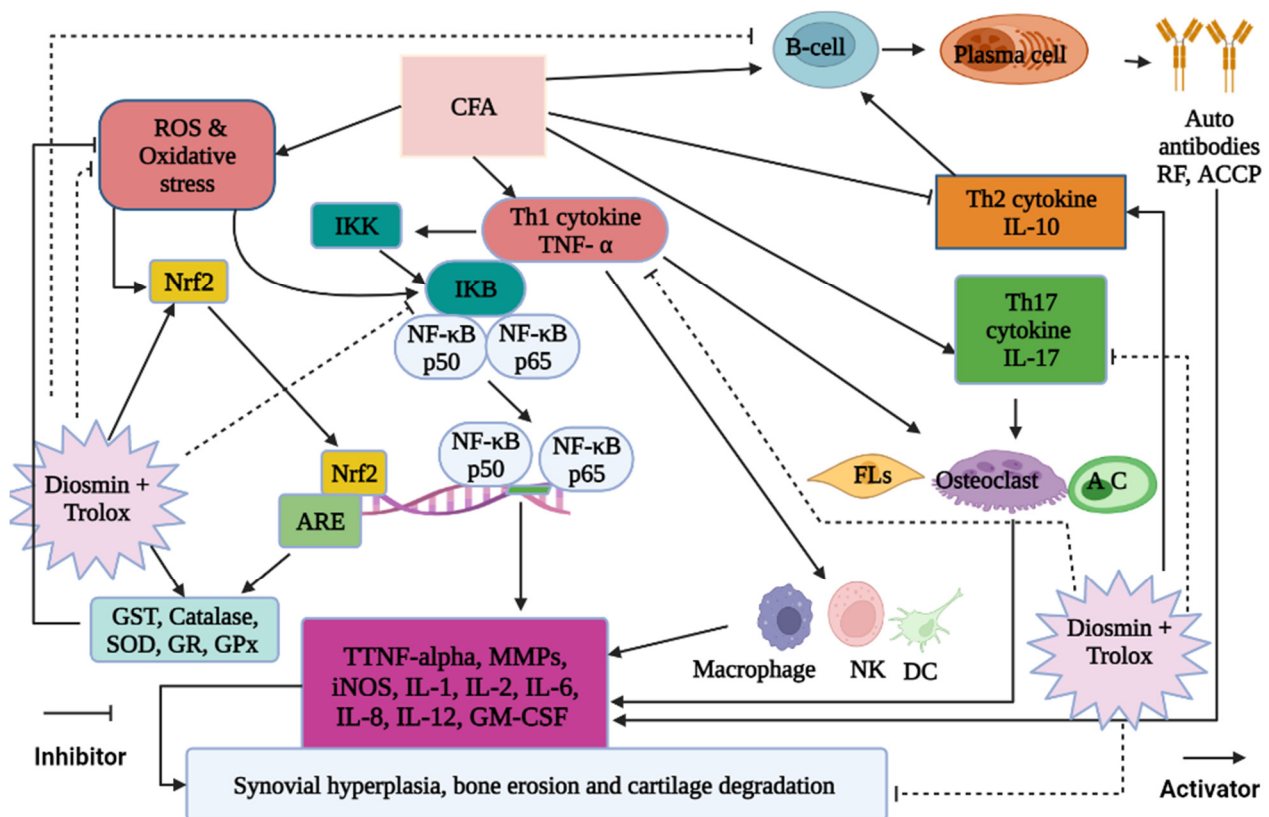 B-cell
Plasma cell
CFA
ROS &
Oxidative
stress
Auto
antibodies
RF, ACCP
Th2 cytokine
IL-10
IKK
Th1 cytokine
TNF- α
Nrf2
IKB
NF-κB
p50
NF-κB
p65
Th17
cytokine
IL-17
NF-κB
p50
NF-κB
p65
Nrf2
ARE
FLs
Osteoclast
A C
Diosmin +
Trolox
GST, Catalase,
SOD, GR, GPx
TTNF-alpha, MMPs,
iNOS, IL-1, IL-2, IL-6,
IL-8, IL-12, GM-CSF
Macrophage
NK
DC
Diosmin +
Trolox
Inhibitor
Synovial hyperplasia, bone erosion and cartilage degradation
Activator